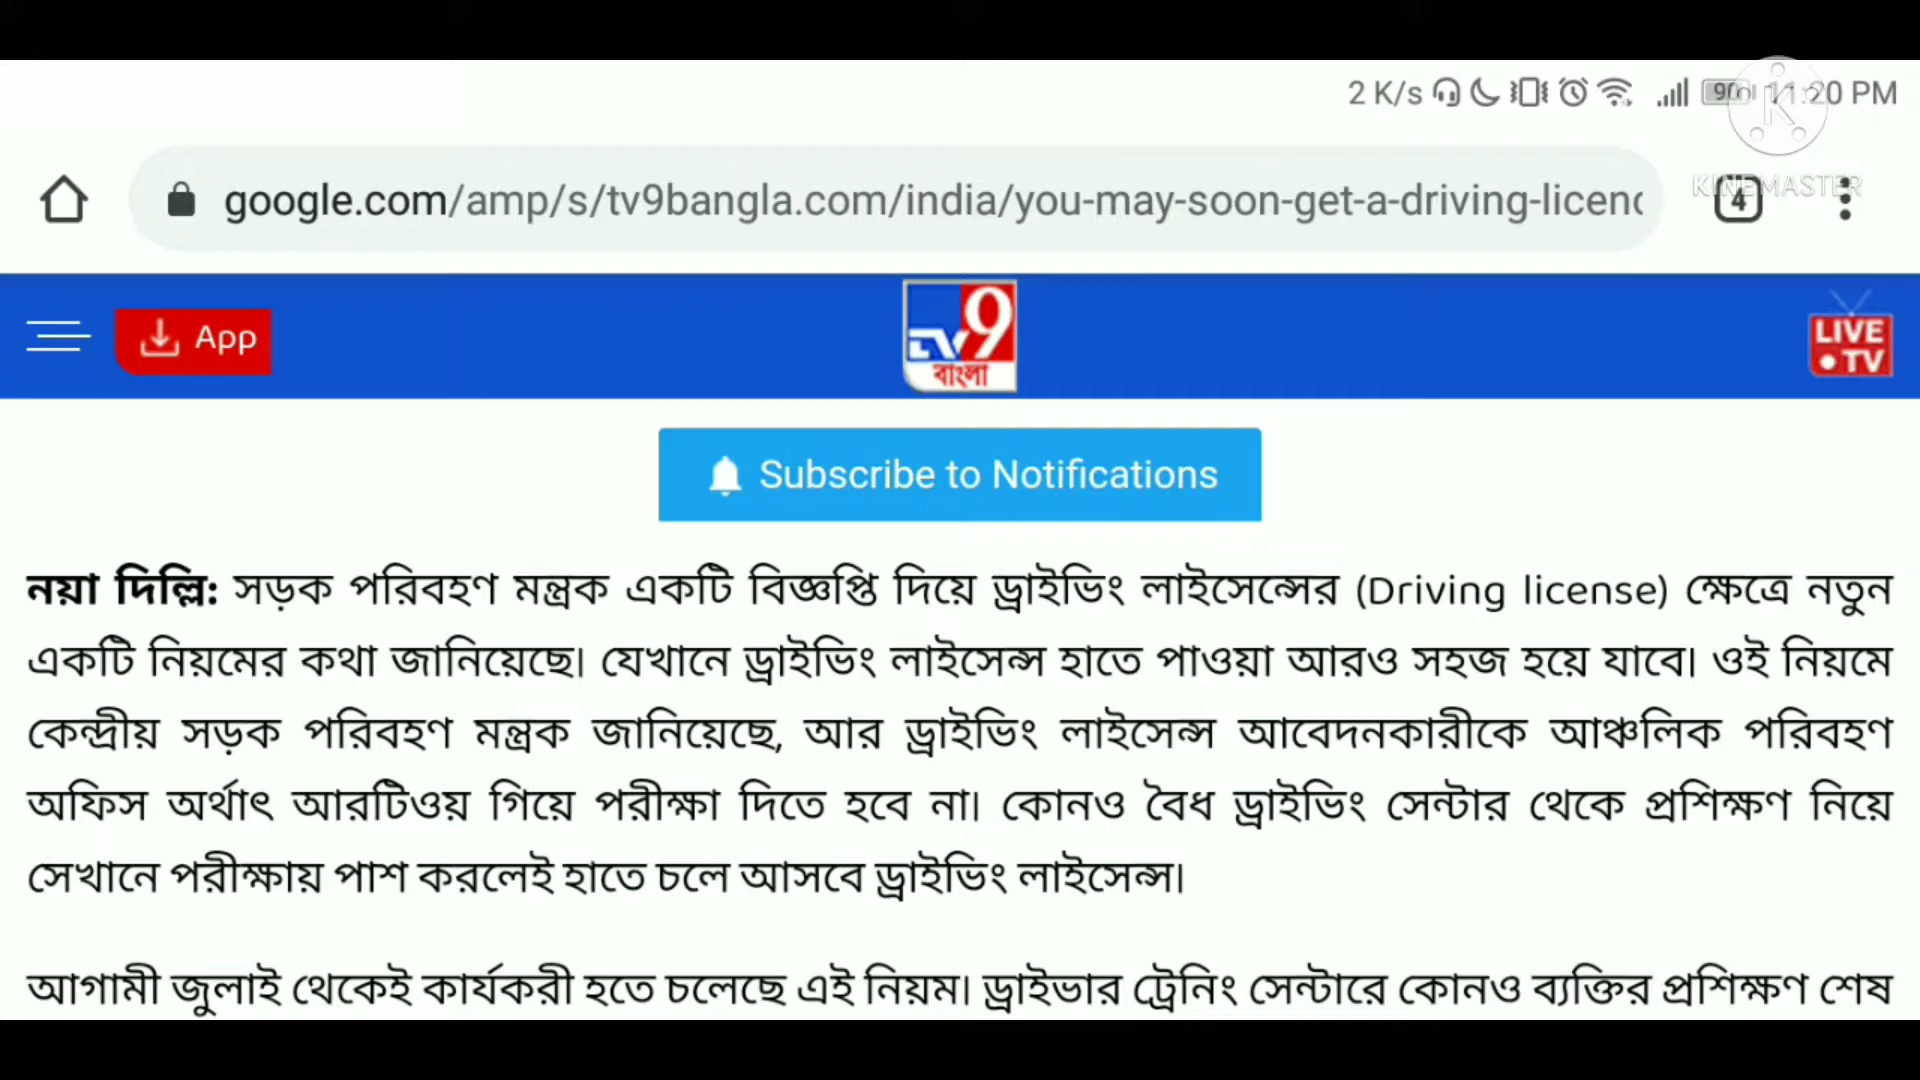 2 K/s 90 11:20 PM
KINEMASTER
google.com/amp/s/tv9bangla.com/india/you-may-soon-get-a-driving-licenc
4
App
TV9
বাংলা
LIVE
TV
Subscribe to Notifications
নয়া দিল্লি: সড়ক পরিবহণ মন্ত্রক একটি বিজ্ঞপ্তি দিয়ে ড্রাইভিং লাইসেন্সের (Driving license) ক্ষেত্রে নতুন
একটি নিয়মের কথা জানিয়েছে। যেখানে ড্রাইভিং লাইসেন্স হাতে পাওয়া আরও সহজ হয়ে যাবে। ওই নিয়মে
কেন্দ্রীয় সড়ক পরিবহণ মন্ত্রক জানিয়েছে, আর ড্রাইভিং লাইসেন্স আবেদনকারীকে আঞ্চলিক পরিবহণ
অফিস অর্থাৎ আরটিওয় গিয়ে পরীক্ষা দিতে হবে না। কোনও বৈধ ড্রাইভিং সেন্টার থেকে প্রশিক্ষণ নিয়ে
সেখানে পরীক্ষায় পাশ করলেই হাতে চলে আসবে ড্রাইভিং লাইসেন্স।
আগামী জুলাই থেকেই কার্যকরী হতে চলেছে এই নিয়ম। ড্রাইভার ট্রেনিং সেন্টারে কোনও ব্যক্তির প্রশিক্ষণ শেষ